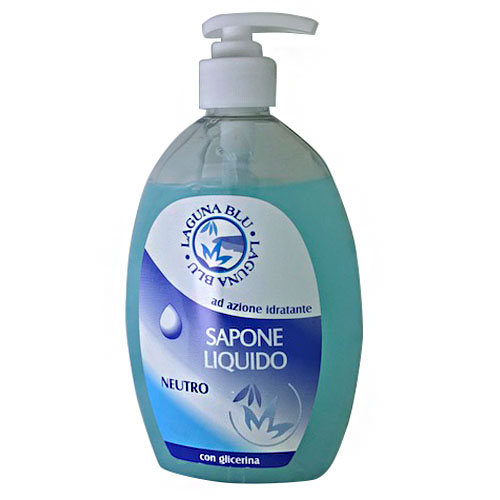 LAGUNA BLU • LAGUNA BLU •
ad azione idratante
SAPONE
LIQUIDO
NEUTRO
con glicerina